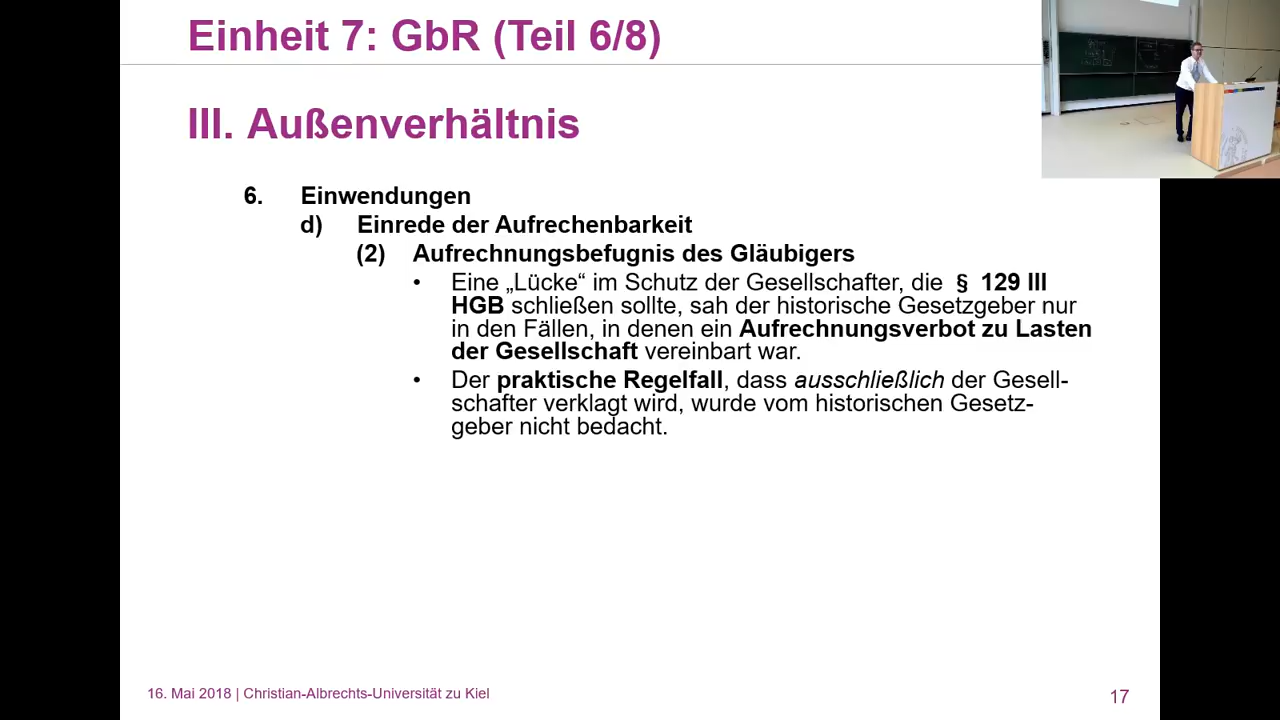 Einheit 7: GbR (Teil 6/8)
III. Außenverhältnis
6. Einwendungen
d) Einrede der Aufrechenbarkeit
(2) Aufrechnungsbefugnis des Gläubigers
• Eine „Lücke“ im Schutz der Gesellschafter, die § 129 III
HGB schließen sollte, sah der historische Gesetzgeber nur
in den Fällen, in denen ein Aufrechnungsverbot zu Lasten
der Gesellschaft vereinbart war.
• Der praktische Regelfall, dass ausschließlich der Gesell-
schafter verklagt wird, wurde vom historischen Gesetz-
geber nicht bedacht.
16. Mai 2018 | Christian-Albrechts-Universität zu Kiel
17